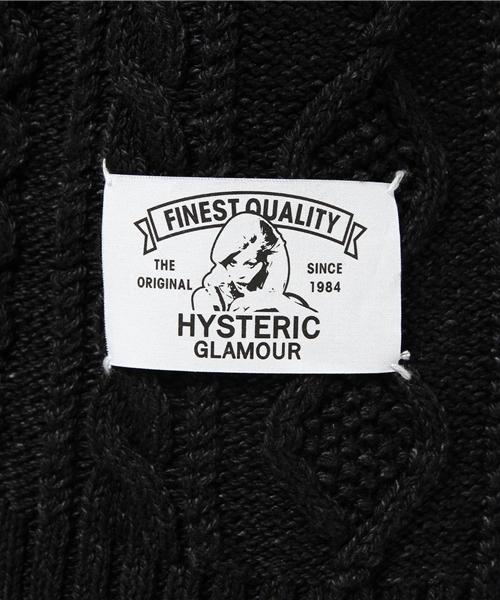 FINEST QUALITY
THE ORIGINAL
SINCE 1984
HYSTERIC
GLAMOUR